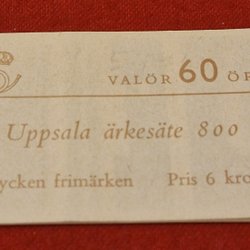 VALÖR 60 ÖR
Uppsala ärkesäte 800
ycken frimärken Pris 6 kro